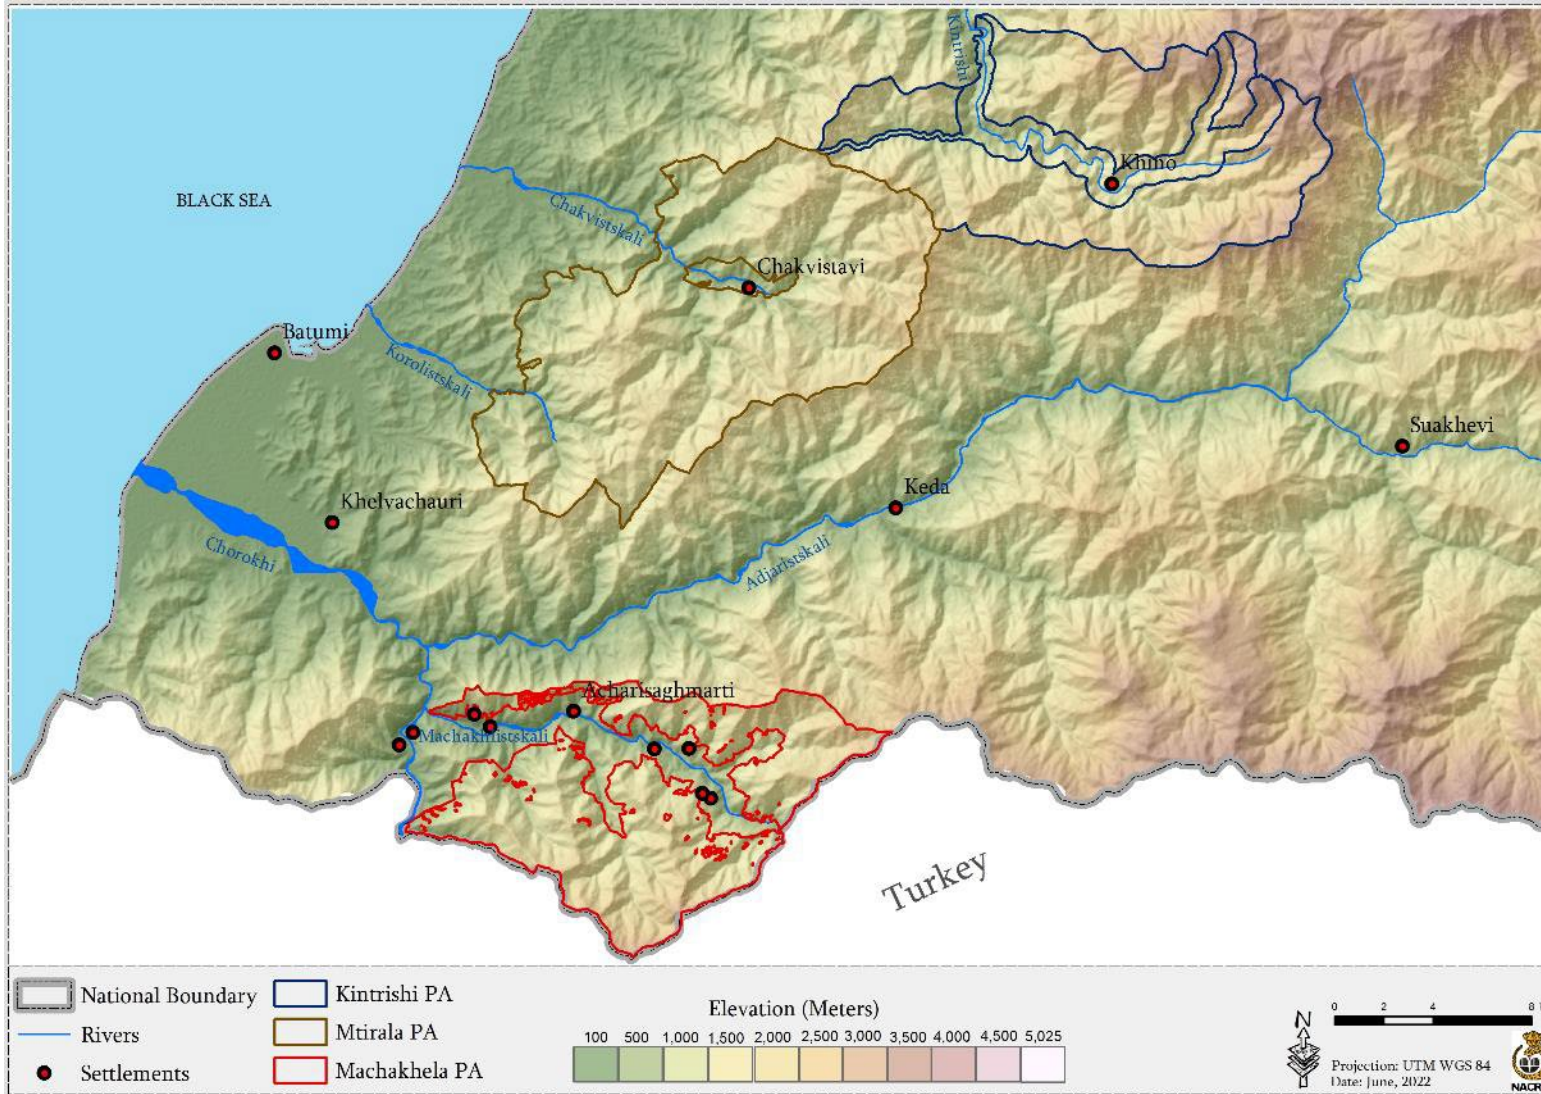 Kintrishi
Khino
BLACK SEA
Chakvistskali
Chakvistavi
Batumi
Korolistskali
Suakhevi
Keda
Khelvachauri
Chorokhi
Adjaristskali
Acharisaghmarti
Machakhlistskali
Turkey
National Boundary
Kintrishi PA
Rivers
Mtirala PA
Settlements
Machakhela PA
Elevation (Meters)
100 500 1,000 1,500 2,000 2,500 3,000 3,500 4,000 4,500 5,025
N
0 2 4 8
Projection: UTM WGS 84
Date: June, 2022